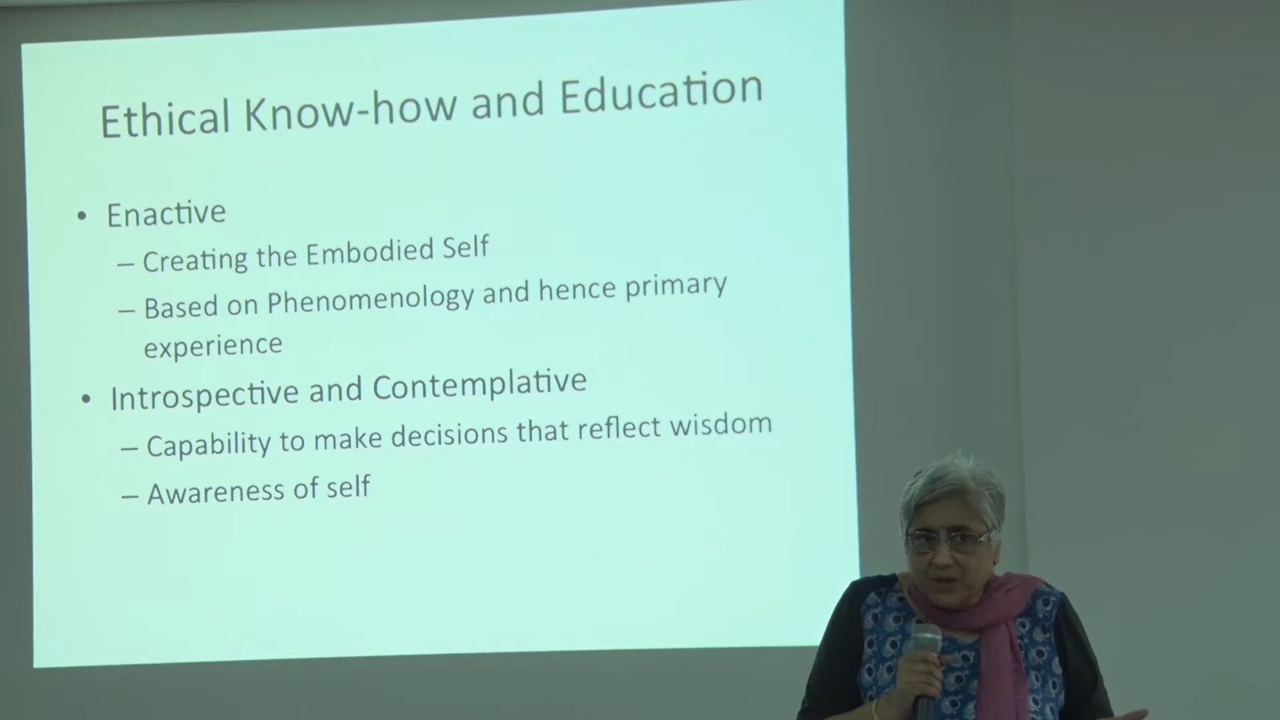 Ethical Know-how and Education
• Enactive
– Creating the Embodied Self
– Based on Phenomenology and hence primary
experience
• Introspective and Contemplative
– Capability to make decisions that reflect wisdom
– Awareness of self